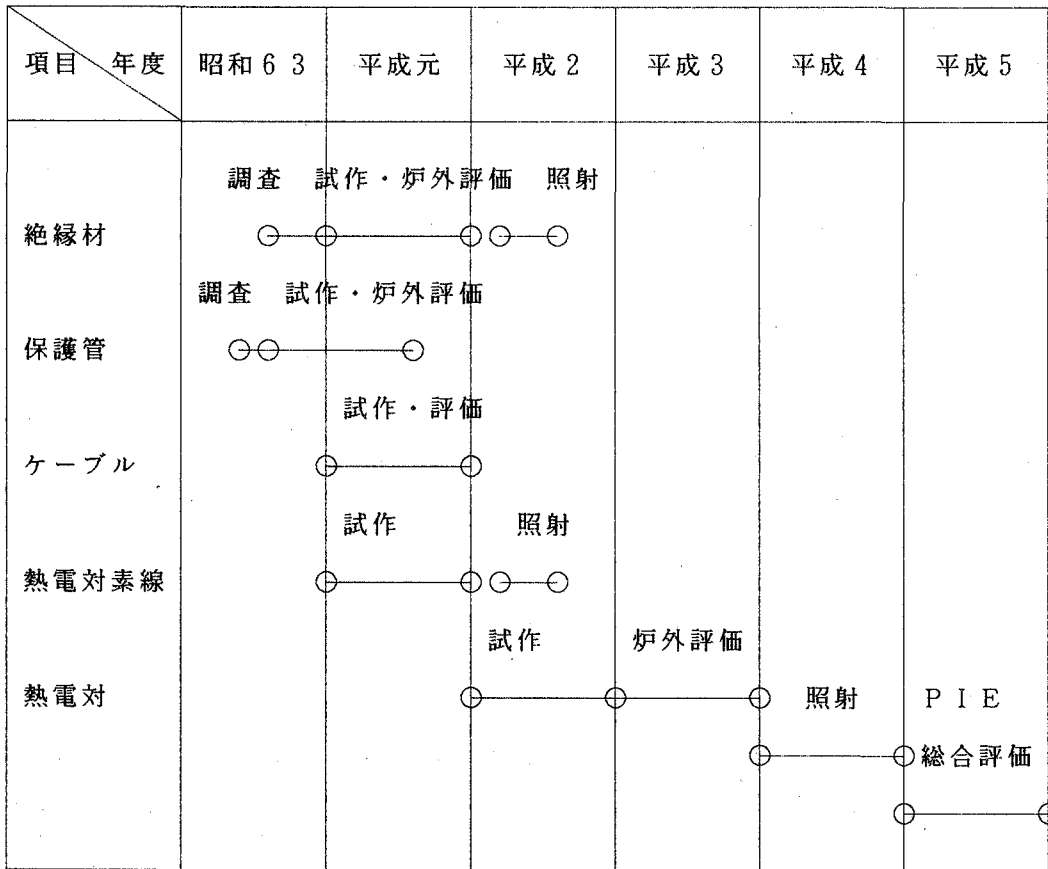 項目 年度 昭和63 平成元 平成2 平成3 平成4 平成5
調査 試作・炉外評価 照射
絶縁材
調査 試作・炉外評価
保護管
試作・評価
ケーブル
試作 照射
熱電対素線
試作 炉外評価
熱電対 照射 PIE
総合評価